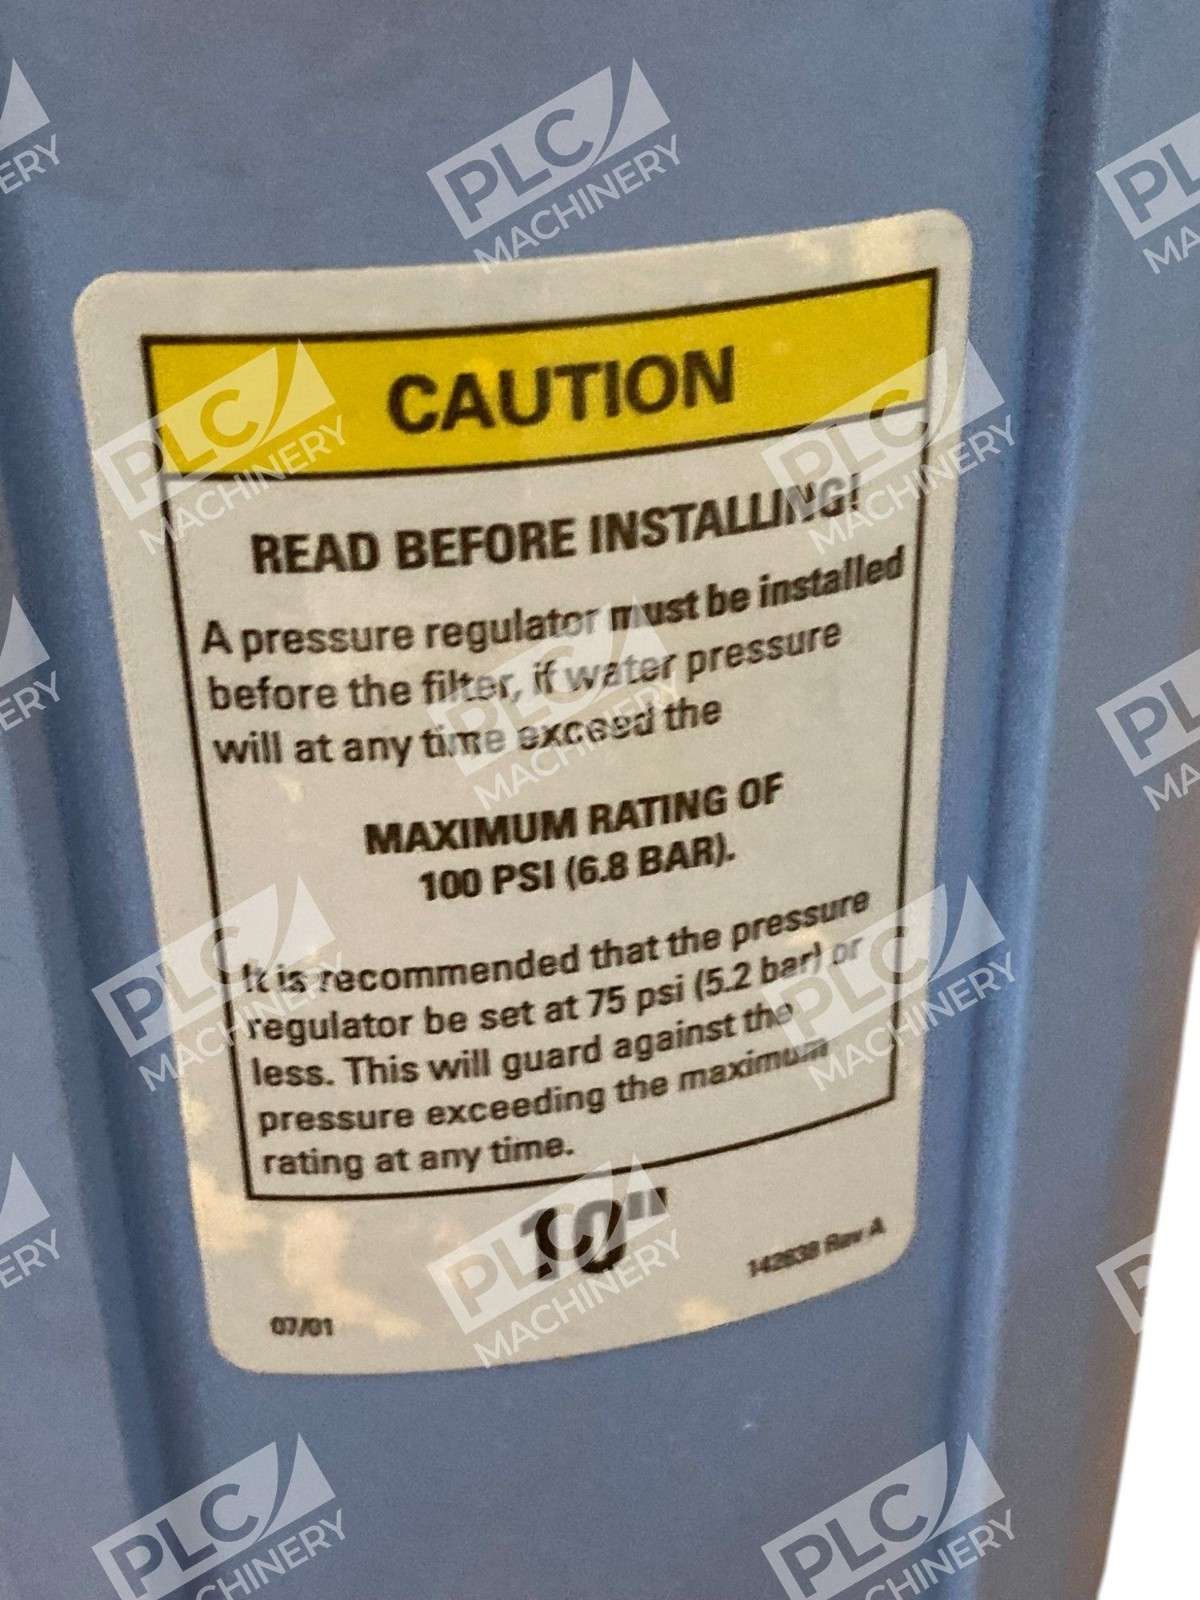 CAUTION
READ BEFORE INSTALLING!
A pressure regulator must be installed
before the filter, if water pressure
will at any time exceed the
MAXIMUM RATING OF
100 PSI (6.8 BAR).
It is recommended that the pressure
regulator be set at 75 psi (5.2 bar) or
less. This will guard against the
pressure exceeding the maximum
rating at any time.
10"
142638 Rev A
07/01
PLC
MACHINERY